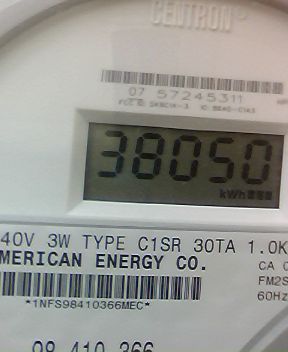 CENTRON
07 57245311
38050
kWh
40V 3W TYPE C1SR 30TA 1.0K
MERICAN ENERGY CO.
CA 0
FM2S
60Hz
*1NFS98410366MEC*
98 410 366